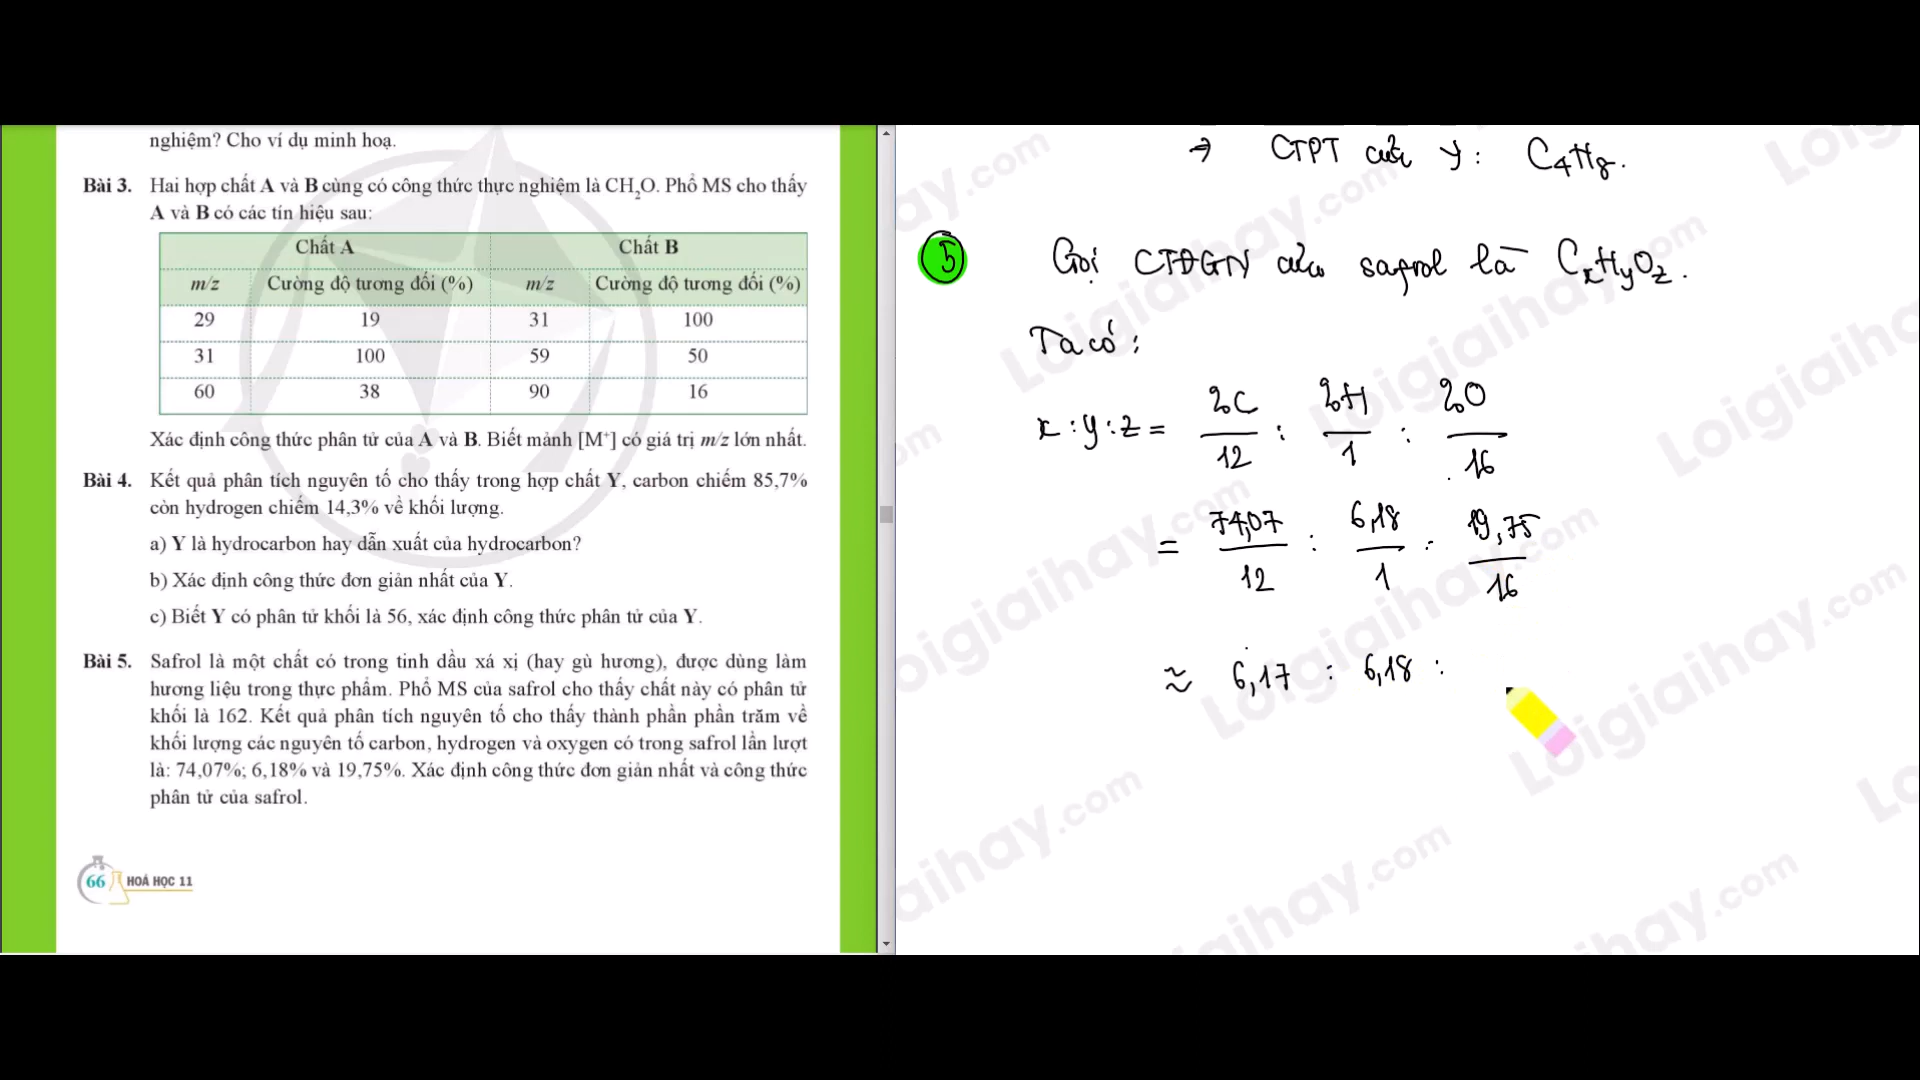 nghiệm? Cho ví dụ minh hoạ.
Bài 3. Hai hợp chất A và B cùng có công thức thực nghiệm là CH₂O. Phổ MS cho thấy
A và B có các tín hiệu sau:
Chất A Chất B
m/z Cường độ tương đối (%) m/z Cường độ tương đối (%)
29 19 31 100
31 100 59 50
60 38 90 16
Xác định công thức phân tử của A và B. Biết mảnh [M⁺] có giá trị m/z lớn nhất.
Bài 4. Kết quả phân tích nguyên tố cho thấy trong hợp chất Y, carbon chiếm 85,7%
còn hydrogen chiếm 14,3% về khối lượng.
a) Y là hydrocarbon hay dẫn xuất của hydrocarbon?
b) Xác định công thức đơn giản nhất của Y.
c) Biết Y có phân tử khối là 56, xác định công thức phân tử của Y.
Bài 5. Safrol là một chất có trong tinh dầu xá xị (hay gù hương), được dùng làm
hương liệu trong thực phẩm. Phổ MS của safrol cho thấy chất này có phân tử
khối là 162. Kết quả phân tích nguyên tố cho thấy thành phần phần trăm về
khối lượng các nguyên tố carbon, hydrogen và oxygen có trong safrol lần lượt
là: 74,07%; 6,18% và 19,75%. Xác định công thức đơn giản nhất và công thức
phân tử của safrol.
66 HOÁ HỌC 11
→ CTPT của Y: C₄H₈.
5 Gọi CTĐGN của safrol là CxHyOz.
Ta có:
x : y : z = %C/12 : %H/1 : %O/16
= 74,07/12 : 6,18/1 : 19,75/16
≈ 6,17 : 6,18 :
Loigiaihay.com